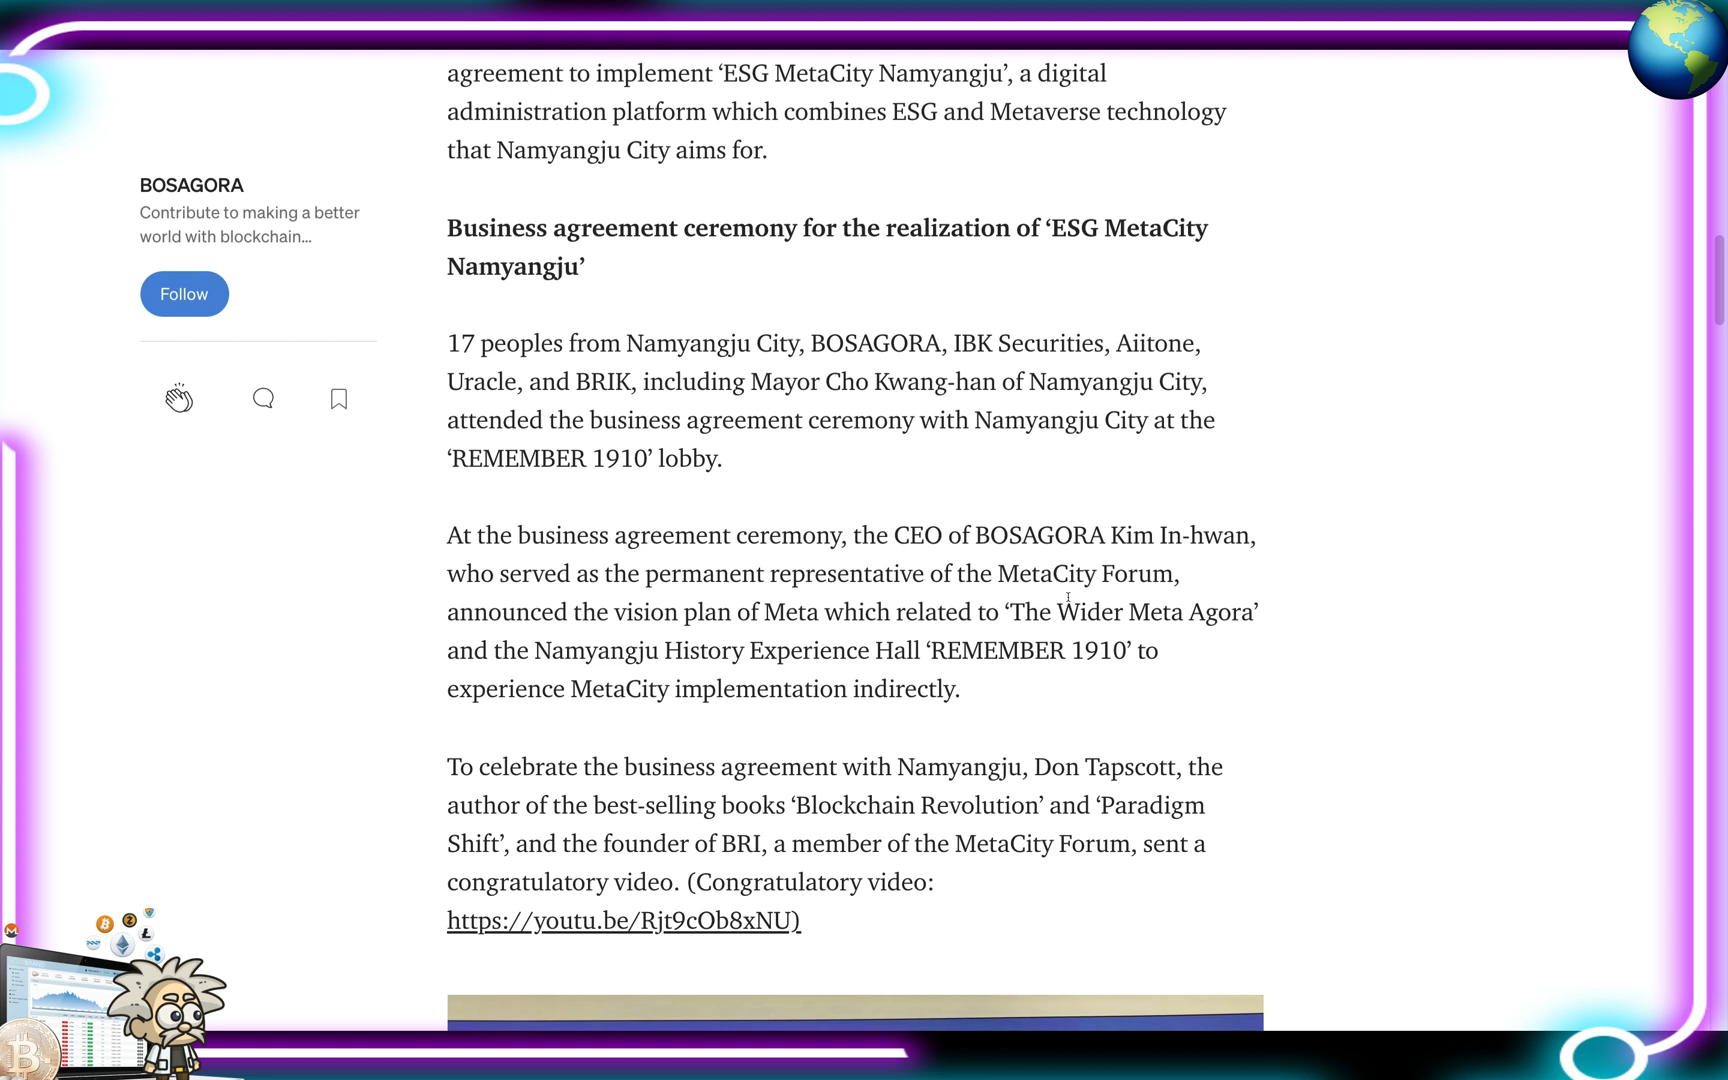 agreement to implement ‘ESG MetaCity Namyangju’, a digital
administration platform which combines ESG and Metaverse technology
that Namyangju City aims for.
BOSAGORA
Contribute to making a better
world with blockchain...
Follow
Business agreement ceremony for the realization of ‘ESG MetaCity
Namyangju’
17 peoples from Namyangju City, BOSAGORA, IBK Securities, Aiitone,
Uracle, and BRIK, including Mayor Cho Kwang-han of Namyangju City,
attended the business agreement ceremony with Namyangju City at the
‘REMEMBER 1910’ lobby.
At the business agreement ceremony, the CEO of BOSAGORA Kim In-hwan,
who served as the permanent representative of the MetaCity Forum,
announced the vision plan of Meta which related to ‘The Wider Meta Agora’
and the Namyangju History Experience Hall ‘REMEMBER 1910’ to
experience MetaCity implementation indirectly.
To celebrate the business agreement with Namyangju, Don Tapscott, the
author of the best-selling books ‘Blockchain Revolution’ and ‘Paradigm
Shift’, and the founder of BRI, a member of the MetaCity Forum, sent a
congratulatory video. (Congratulatory video:
https://youtu.be/Rjt9cOb8xNU)